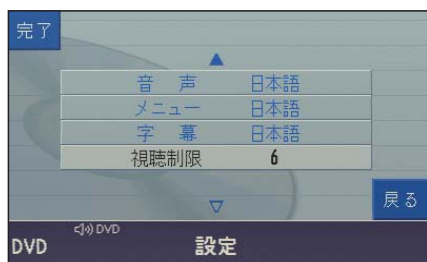 完了
音 声 日本語
メニュー 日本語
字 幕 日本語
視聴制限 6
戻る
DVD
DVD 設定